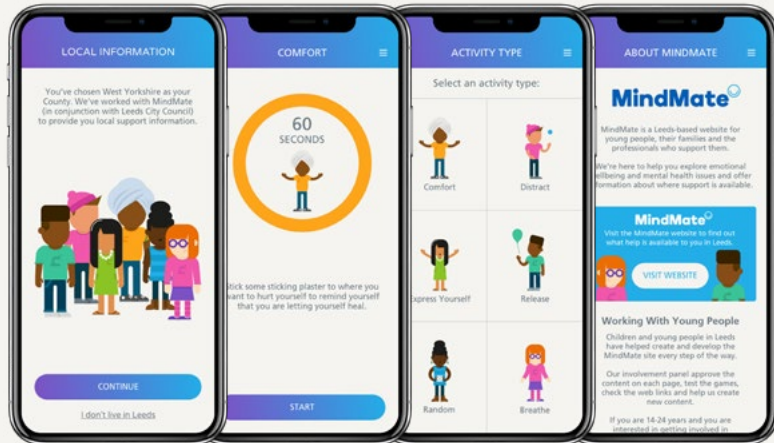 LOCAL INFORMATION
You've chosen West Yorkshire as your
County. We've worked with MindMate
(in conjunction with Leeds City Council)
to provide you local support information.
CONTINUE
I don't live in Leeds
COMFORT
60
SECONDS
tick some sticking plaster to where you
want to hurt yourself to remind yourself
that you are letting yourself heal.
START
ACTIVITY TYPE
Select an activity type:
Comfort
Distract
Express Yourself
Release
Random
Breathe
ABOUT MINDMATE
MindMate
MindMate is a Leeds-based website for
young people, their families and the
professionals who support them.
We're here to help you explore emotional
wellbeing and mental health issues and offer
information about where support is available.
MindMate
Visit the MindMate website to find out
what help is available to you in Leeds.
VISIT WEBSITE
Working With Young People
Children and young people in Leeds
have helped create and develop the
MindMate site every step of the way.
Our involvement panel approve the
content on each page, test the games,
check the web links and help us create
new content.
If you are 14-24 years and you are
interested in getting involved in